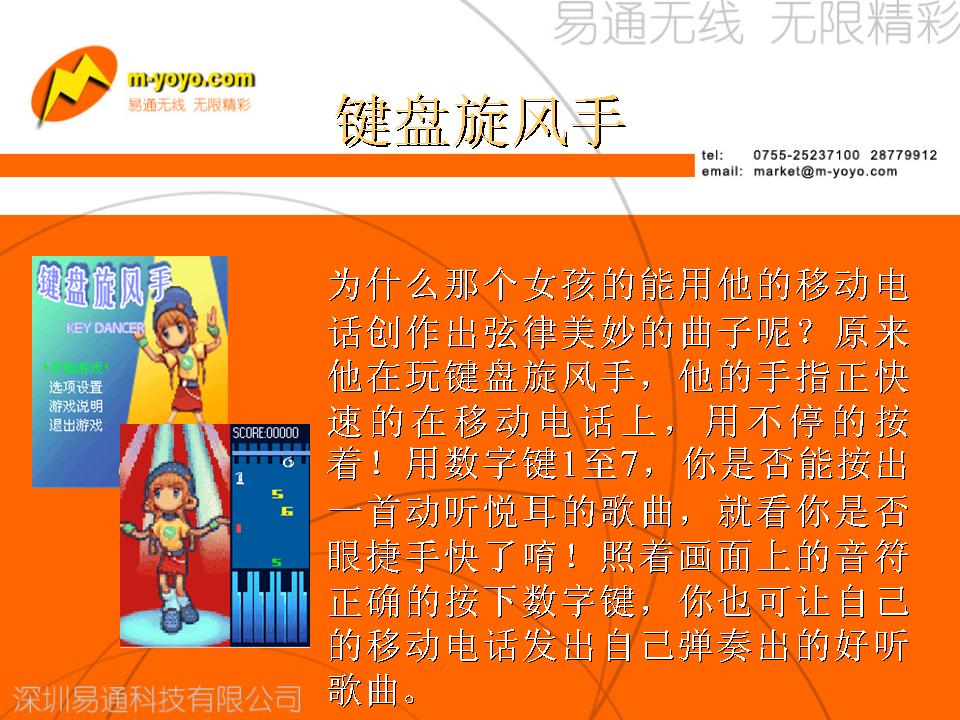 易通无线 无限精彩
m-yoyo.com
易通无线 无限精彩
键盘旋风手
tel: 0755-25237100 28779912
email: market@m-yoyo.com
键盘旋风手
KEY DANCER
开始游戏
选项设置
游戏说明
退出游戏
SCORE:00000
6
1
5
6
5
为什么那个女孩的能用他的移动电
话创作出弦律美妙的曲子呢？原来
他在玩键盘旋风手，他的手指正快
速的在移动电话上，用不停的按
着！用数字键1至7，你是否能按出
一首动听悦耳的歌曲，就看你是否
眼捷手快了唷！照着画面上的音符
正确的按下数字键，你也可让自己
的移动电话发出自己弹奏出的好听
歌曲。
深圳易通科技有限公司